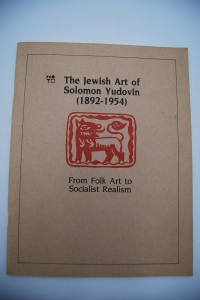 The Jewish Art of
Solomon Yudovin
(1892-1954)
From Folk Art to
Socialist Realism